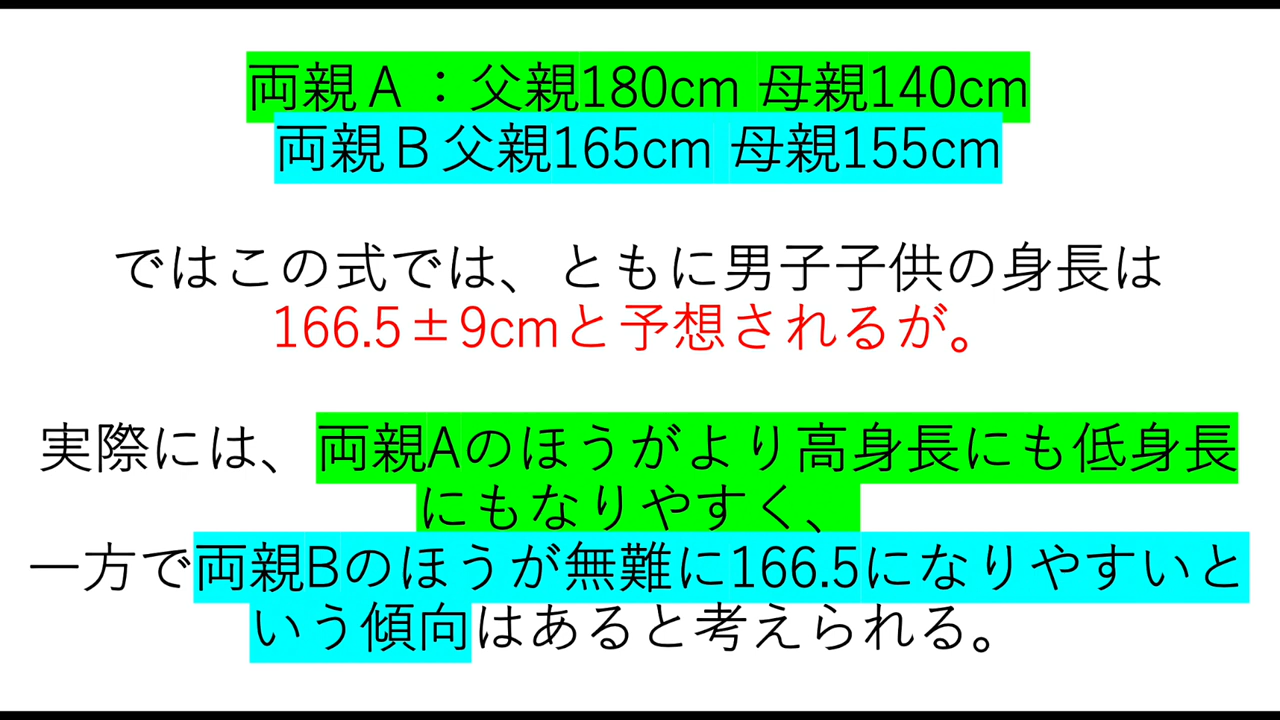 両親Ａ：父親180cm 母親140cm
両親Ｂ父親165cm 母親155cm
ではこの式では、ともに男子子供の身長は
166.5±9cmと予想されるが。
実際には、両親Aのほうがより高身長にも低身長
にもなりやすく、
一方で両親Bのほうが無難に166.5になりやすいと
いう傾向はあると考えられる。